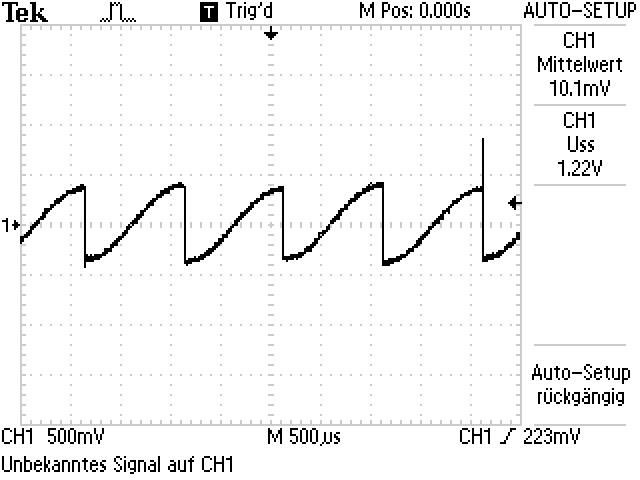 Tek T Trig'd M Pos: 0.000s AUTO-SETUP
CH1
Mittelwert
10.1mV
CH1
Uss
1.22V
1
Auto-Setup
rückgängig
CH1 500mV M 500µs CH1 223mV
Unbekanntes Signal auf CH1